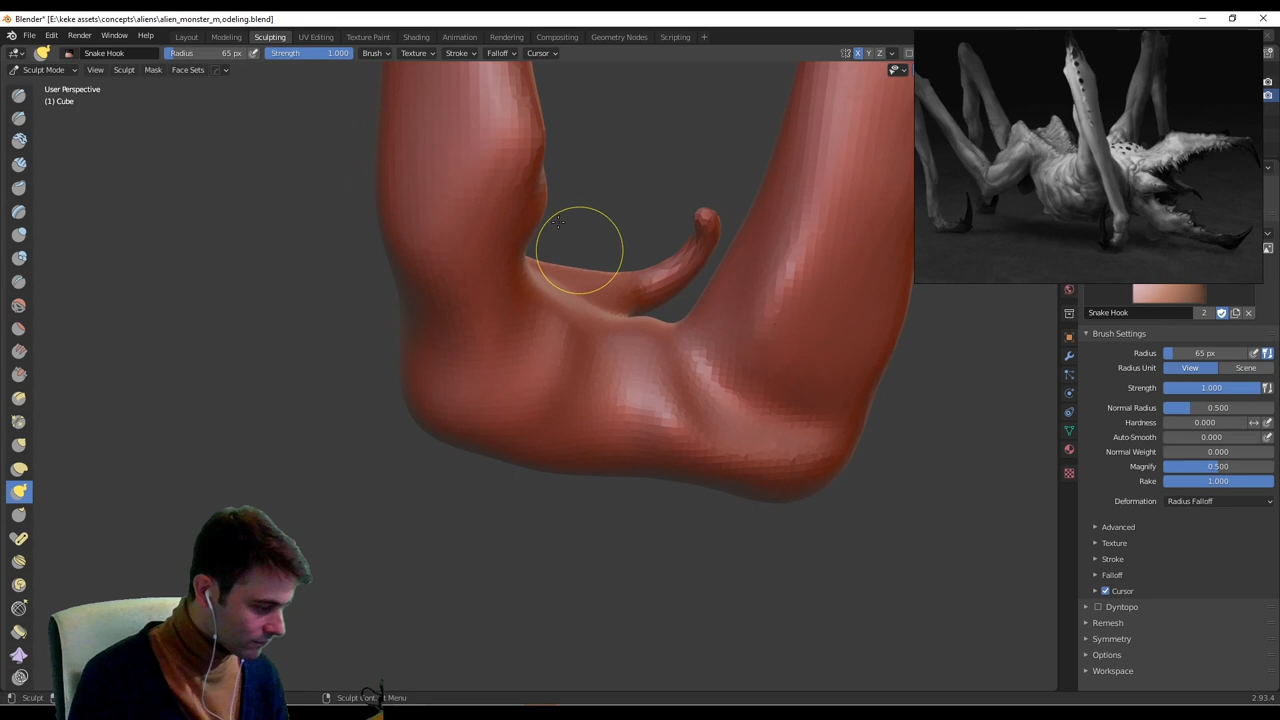 Blender* [E:\keke assets\concepts\aliens\alien_monster_m,odeling.blend]
File Edit Render Window Help Layout Modeling Sculpting UV Editing Texture Paint Shading Animation Rendering Compositing Geometry Nodes Scripting +
Snake Hook Radius 65 px Strength 1.000 Brush Texture Stroke Falloff Cursor X Y Z
Sculpt Mode View Sculpt Mask Face Sets
User Perspective
(1) Cube
Snake Hook 2
Brush Settings
Radius 65 px
Radius Unit View Scene
Strength 1.000
Normal Radius 0.500
Hardness 0.000
Auto-Smooth 0.000
Normal Weight 0.000
Magnify 0.500
Rake 1.000
Deformation Radius Falloff
Advanced
Texture
Stroke
Falloff
Cursor
Dyntopo
Remesh
Symmetry
Options
Workspace
Sculpt Sculpt Context Menu 2.93.4